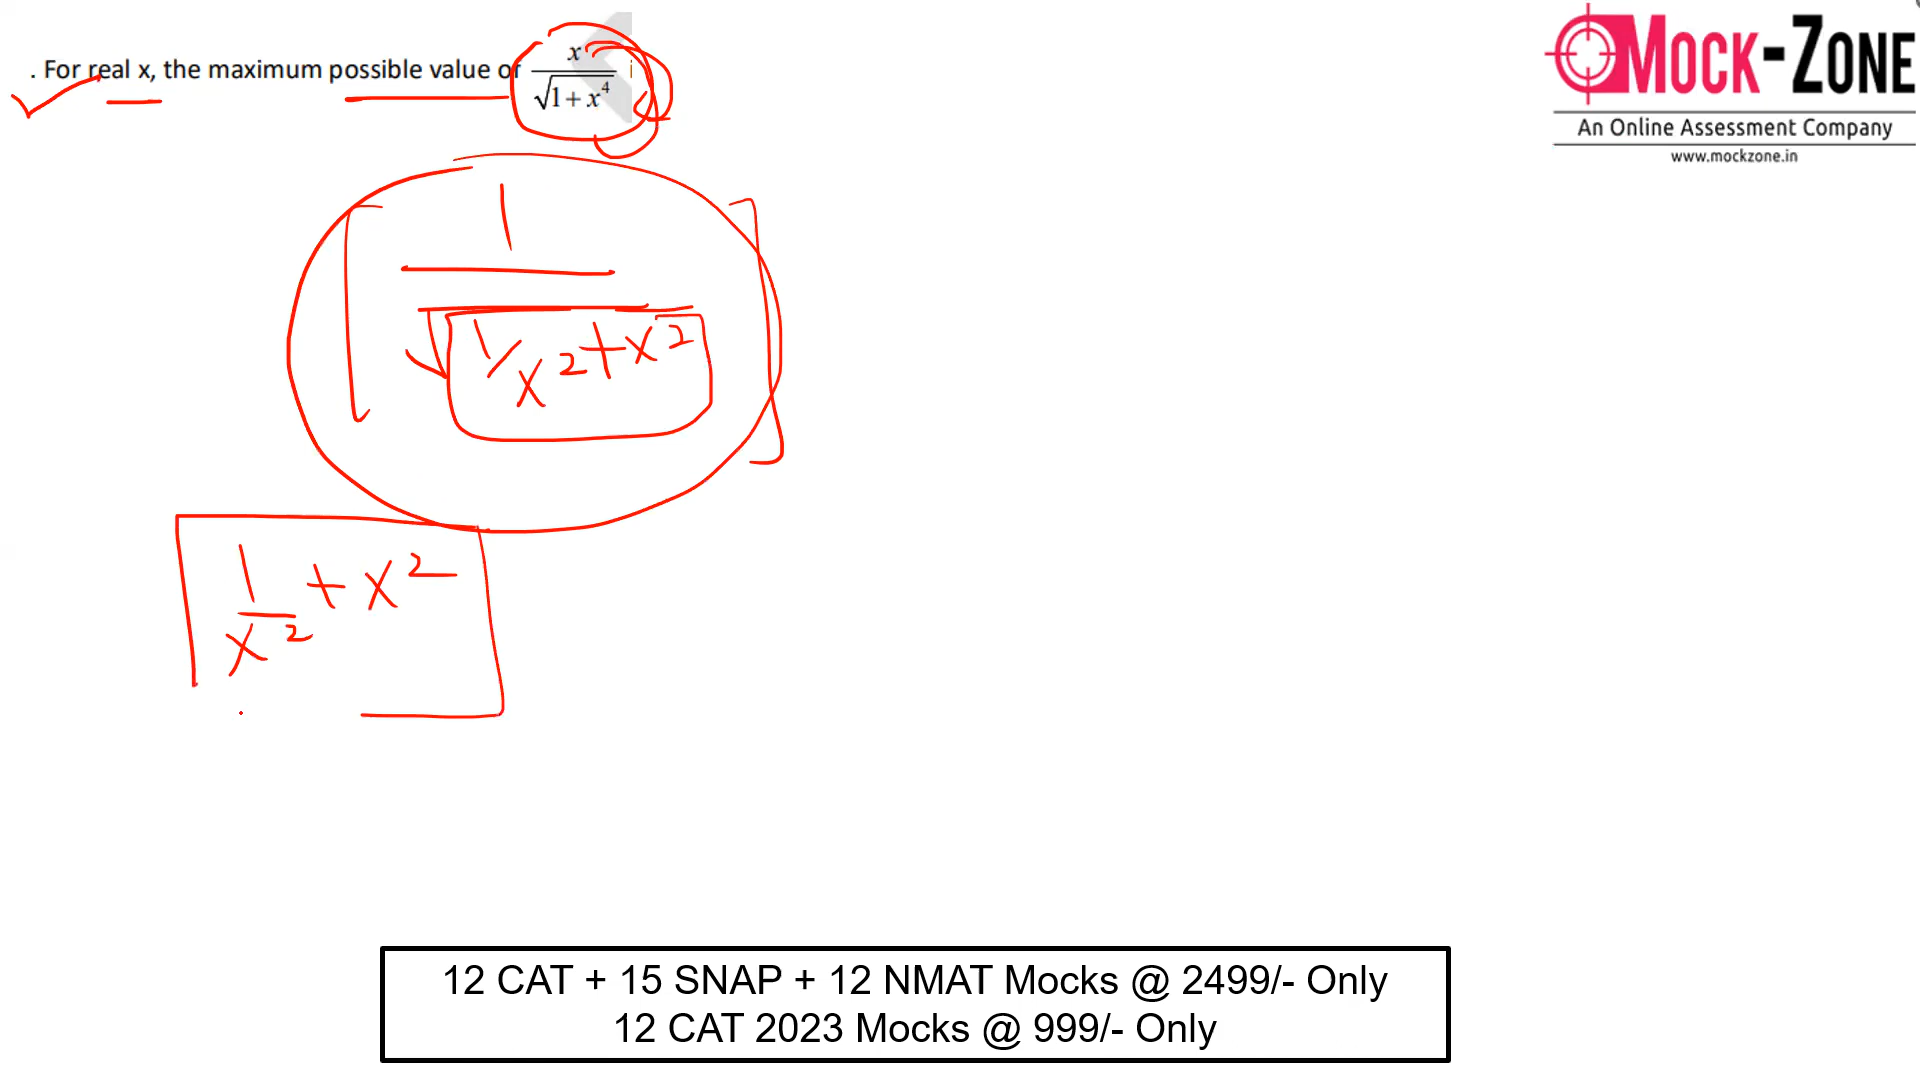 . For real x, the maximum possible value of x/√(1+x⁴) i
MOCK-ZONE
An Online Assessment Company
www.mockzone.in
1
√(1/x²+x²)
1/x² + x²
12 CAT + 15 SNAP + 12 NMAT Mocks @ 2499/- Only
12 CAT 2023 Mocks @ 999/- Only